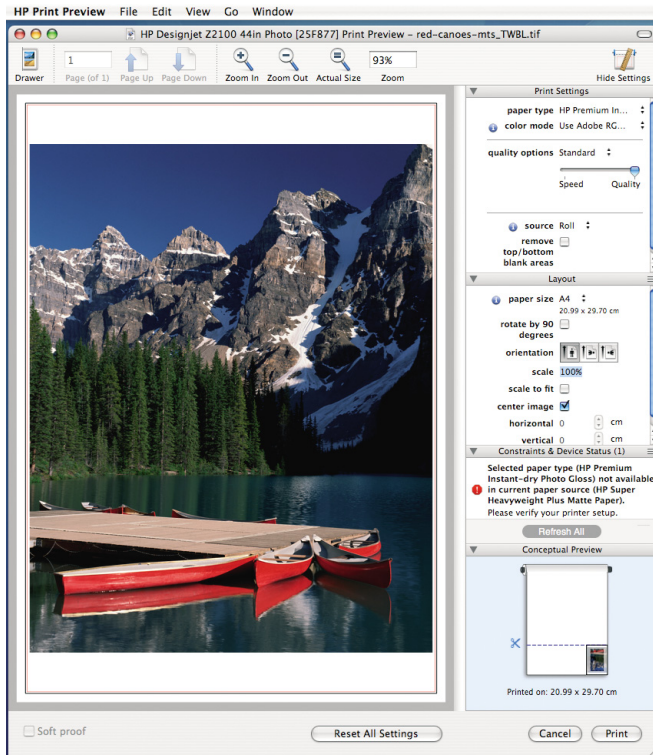 HP Print Preview File Edit View Go Window
HP Designjet Z2100 44in Photo [25F877] Print Preview – red-canoes-mts_TWBL.tif
1 93%
Drawer Page (of 1) Page Up Page Down Zoom In Zoom Out Actual Size Zoom Hide Settings
Print Settings
paper type HP Premium In...
color mode Use Adobe RG...
quality options Standard
Speed Quality
source Roll
remove
top/bottom
blank areas
Layout
paper size A4
20.99 x 29.70 cm
rotate by 90
degrees
orientation
scale 100%
scale to fit
center image
horizontal 0 cm
vertical 0 cm
Constraints & Device Status (1)
Selected paper type (HP Premium
Instant-dry Photo Gloss) not available
in current paper source (HP Super
Heavyweight Plus Matte Paper).
Please verify your printer setup.
Refresh All
Conceptual Preview
Printed on: 20.99 x 29.70 cm
Soft proof Reset All Settings Cancel Print